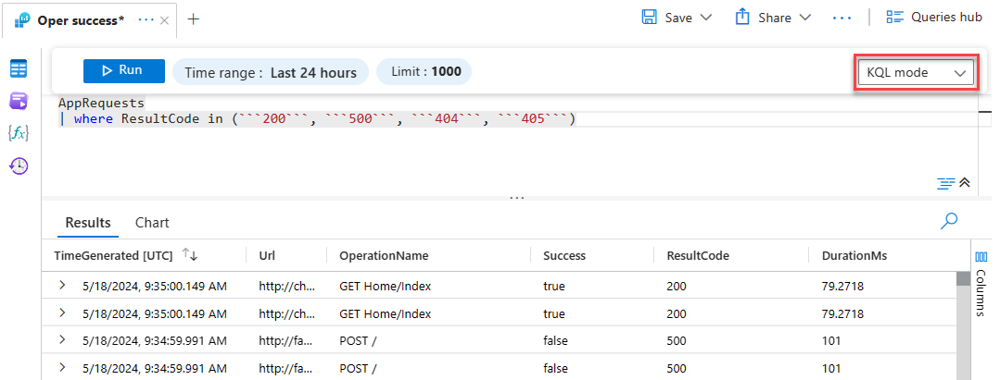 Oper success* ··· × +
Save Share ··· Queries hub
Run Time range : Last 24 hours Limit : 1000 KQL mode
AppRequests
| where ResultCode in (```200```, ```500```, ```404```, ```405```)
Results Chart
TimeGenerated [UTC] ↑↓ Url OperationName Success ResultCode DurationMs
> 5/18/2024, 9:35:00.149 AM http://ch... GET Home/Index true 200 79.2718
> 5/18/2024, 9:35:00.149 AM http://ch... GET Home/Index true 200 79.2718
> 5/18/2024, 9:34:59.991 AM http://fa... POST / false 500 101
> 5/18/2024, 9:34:59.991 AM http://fa... POST / false 500 101
Columns